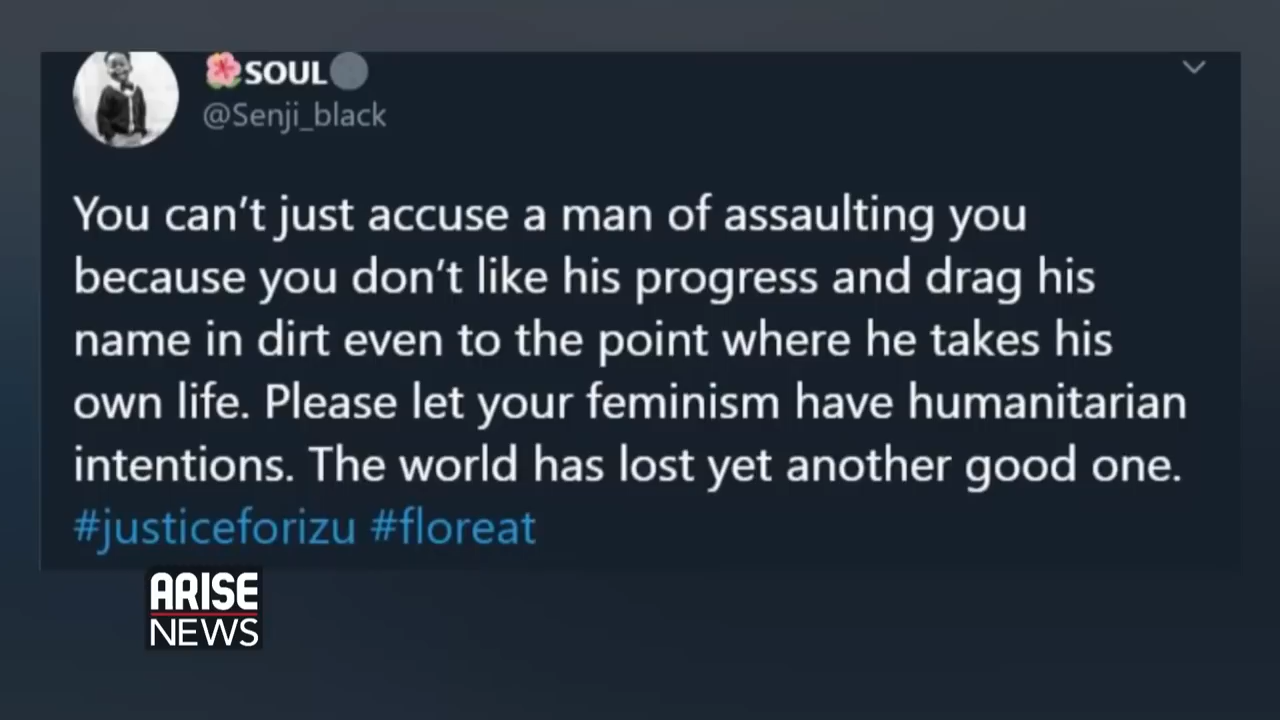 🌺SOUL
@Senji_black
You can't just accuse a man of assaulting you
because you don't like his progress and drag his
name in dirt even to the point where he takes his
own life. Please let your feminism have humanitarian
intentions. The world has lost yet another good one.
#justiceforizu #floreat
ARISE
NEWS